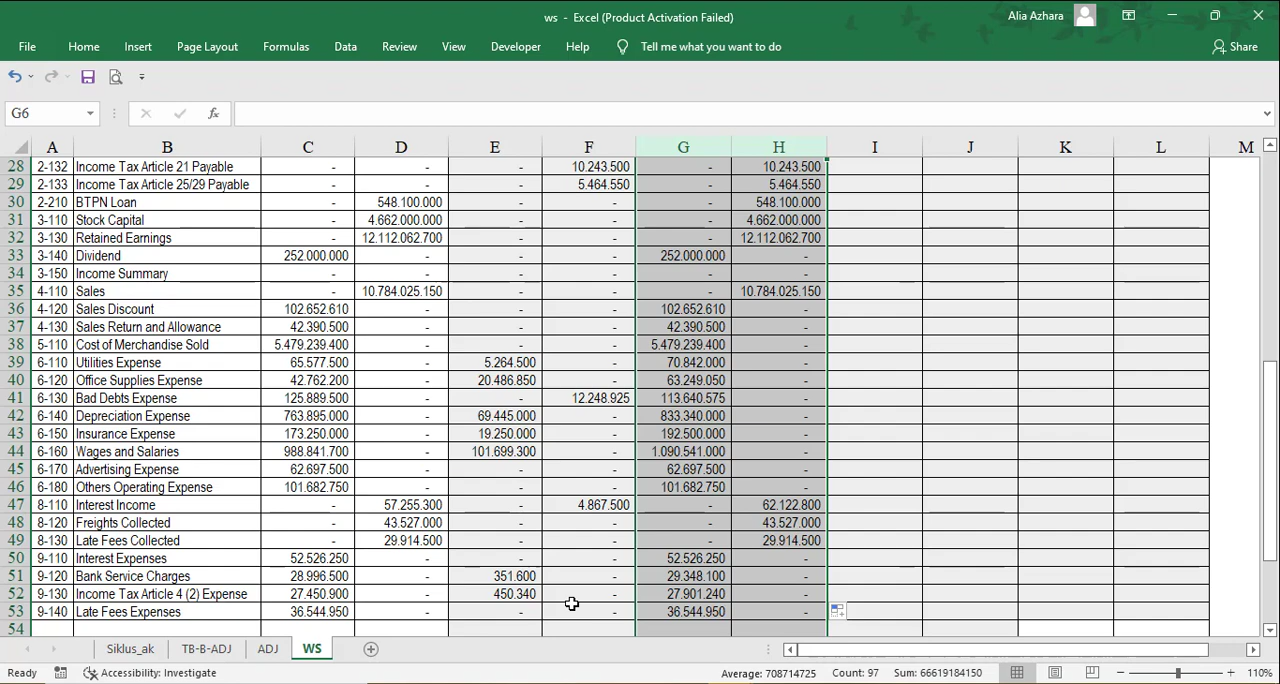 ws - Excel (Product Activation Failed)
Alia Azhara
File Home Insert Page Layout Formulas Data Review View Developer Help Tell me what you want to do Share
G6 fx
A B C D E F G H I J K L M
28 2-132 Income Tax Article 21 Payable - - - 10.243.500 - 10.243.500
29 2-133 Income Tax Article 25/29 Payable - - - 5.464.550 - 5.464.550
30 2-210 BTPN Loan - 548.100.000 - - - 548.100.000
31 3-110 Stock Capital - 4.662.000.000 - - - 4.662.000.000
32 3-130 Retained Earnings - 12.112.062.700 - - - 12.112.062.700
33 3-140 Dividend 252.000.000 - - - 252.000.000 -
34 3-150 Income Summary - - - - - -
35 4-110 Sales - 10.784.025.150 - - - 10.784.025.150
36 4-120 Sales Discount 102.652.610 - - - 102.652.610 -
37 4-130 Sales Return and Allowance 42.390.500 - - - 42.390.500 -
38 5-110 Cost of Merchandise Sold 5.479.239.400 - - - 5.479.239.400 -
39 6-110 Utilities Expense 65.577.500 - 5.264.500 - 70.842.000 -
40 6-120 Office Supplies Expense 42.762.200 - 20.486.850 - 63.249.050 -
41 6-130 Bad Debts Expense 125.889.500 - - 12.248.925 113.640.575 -
42 6-140 Depreciation Expense 763.895.000 - 69.445.000 - 833.340.000 -
43 6-150 Insurance Expense 173.250.000 - 19.250.000 - 192.500.000 -
44 6-160 Wages and Salaries 988.841.700 - 101.699.300 - 1.090.541.000 -
45 6-170 Advertising Expense 62.697.500 - - - 62.697.500 -
46 6-180 Others Operating Expense 101.682.750 - - - 101.682.750 -
47 8-110 Interest Income - 57.255.300 - 4.867.500 - 62.122.800
48 8-120 Freights Collected - 43.527.000 - - - 43.527.000
49 8-130 Late Fees Collected - 29.914.500 - - - 29.914.500
50 9-110 Interest Expenses 52.526.250 - - - 52.526.250 -
51 9-120 Bank Service Charges 28.996.500 - 351.600 - 29.348.100 -
52 9-130 Income Tax Article 4 (2) Expense 27.450.900 - 450.340 - 27.901.240 -
53 9-140 Late Fees Expenses 36.544.950 - - - 36.544.950 -
54
Siklus_ak TB-B-ADJ ADJ WS
Ready Accessibility: Investigate Average: 708714725 Count: 97 Sum: 66619184150 110%